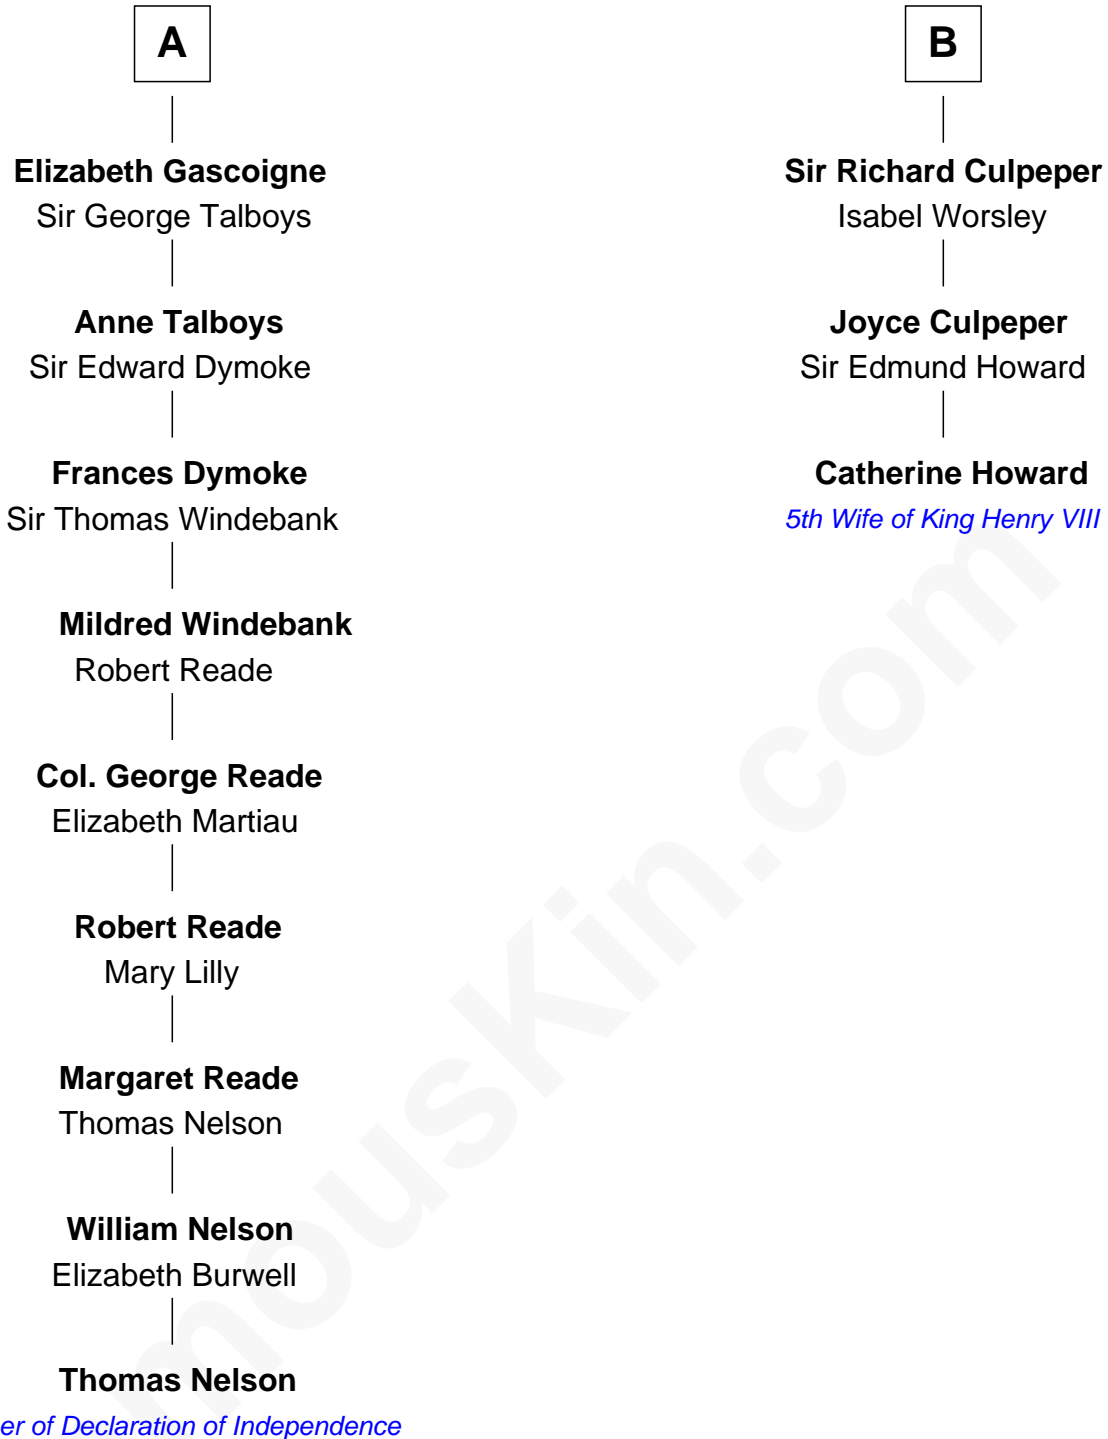 A
Elizabeth Gascoigne
Sir George Talboys
Anne Talboys
Sir Edward Dymoke
Frances Dymoke
Sir Thomas Windebank
Mildred Windebank
Robert Reade
Col. George Reade
Elizabeth Martiau
Robert Reade
Mary Lilly
Margaret Reade
Thomas Nelson
William Nelson
Elizabeth Burwell
Thomas Nelson
er of Declaration of Independence
B
Sir Richard Culpeper
Isabel Worsley
Joyce Culpeper
Sir Edmund Howard
Catherine Howard
5th Wife of King Henry VIII
mouskin.com